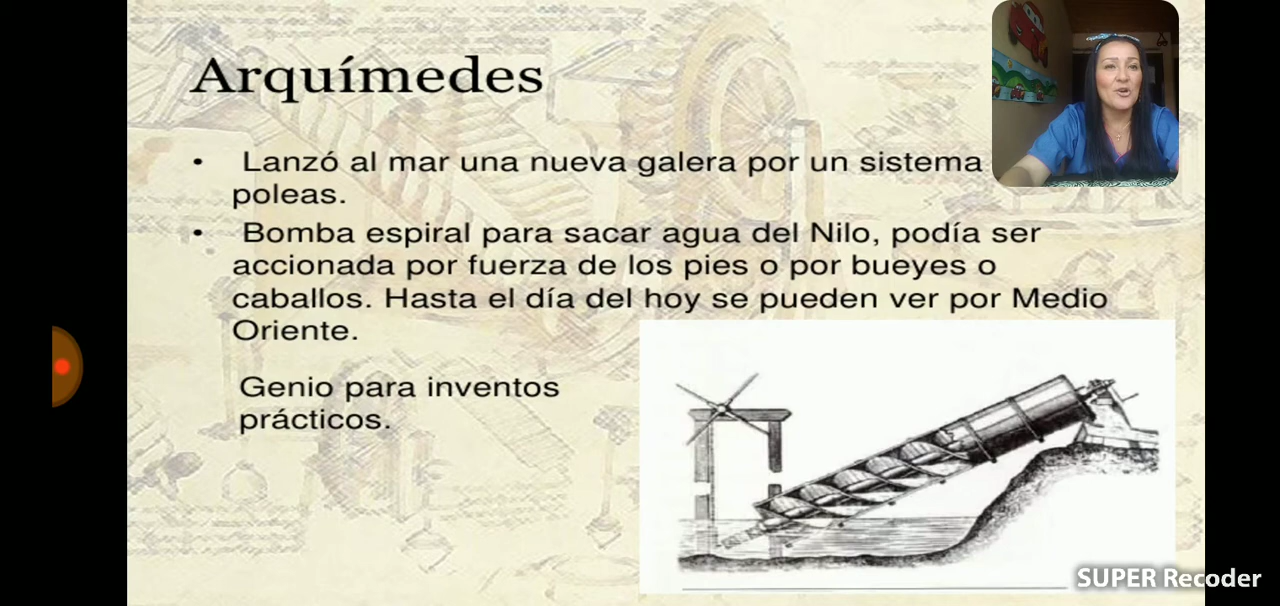 Arquímedes
• Lanzó al mar una nueva galera por un sistema
poleas.
• Bomba espiral para sacar agua del Nilo, podía ser
accionada por fuerza de los pies o por bueyes o
caballos. Hasta el día del hoy se pueden ver por Medio
Oriente.
Genio para inventos
prácticos.
SUPER Recoder